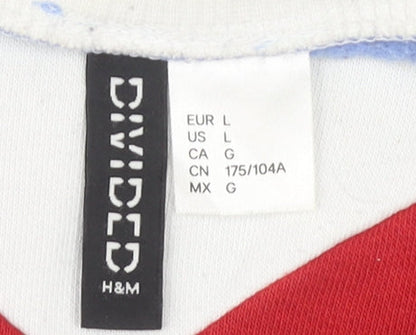 DIVIDED
H&M
EUR L
US L
CA G
CN 175/104A
MX G